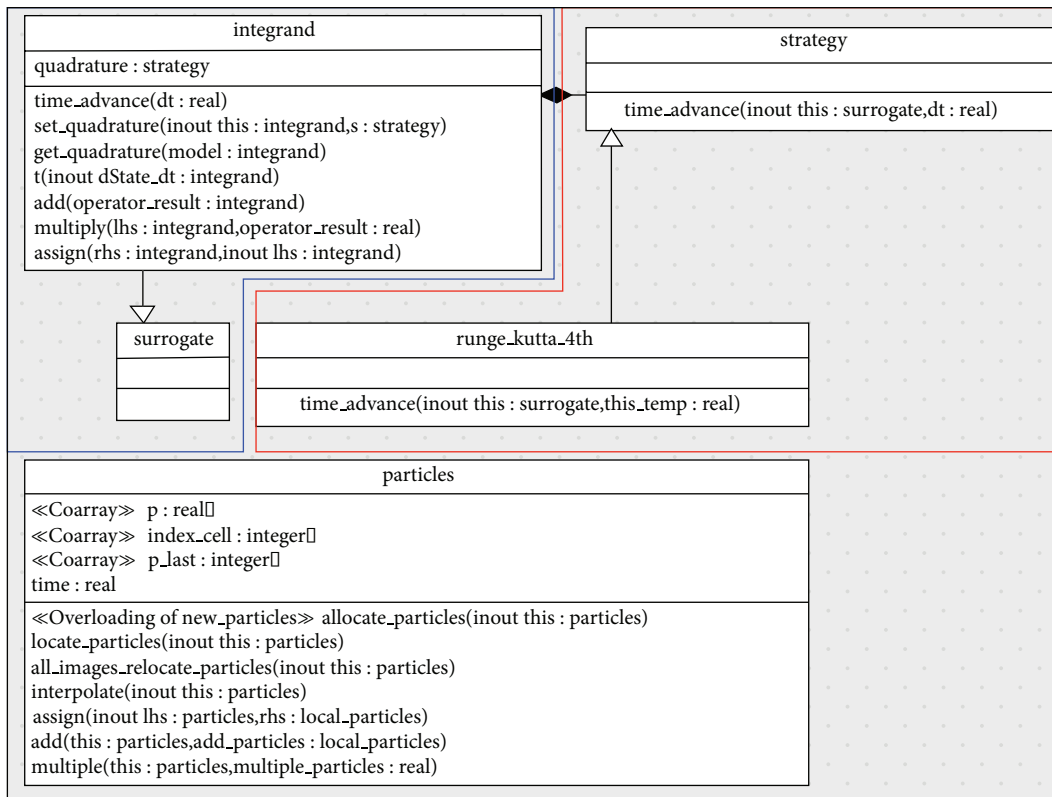 integrand
quadrature : strategy
time_advance(dt : real)
set_quadrature(inout this : integrand,s : strategy)
get_quadrature(model : integrand)
t(inout dState_dt : integrand)
add(operator_result : integrand)
multiply(lhs : integrand,operator_result : real)
assign(rhs : integrand,inout lhs : integrand)
strategy
time_advance(inout this : surrogate,dt : real)
surrogate
runge_kutta_4th
time_advance(inout this : surrogate,this_temp : real)
particles
≪Coarray≫ p : real▯
≪Coarray≫ index_cell : integer▯
≪Coarray≫ p_last : integer▯
time : real
≪Overloading of new_particles≫ allocate_particles(inout this : particles)
locate_particles(inout this : particles)
all_images_relocate_particles(inout this : particles)
interpolate(inout this : particles)
assign(inout lhs : particles,rhs : local_particles)
add(this : particles,add_particles : local_particles)
multiple(this : particles,multiple_particles : real)